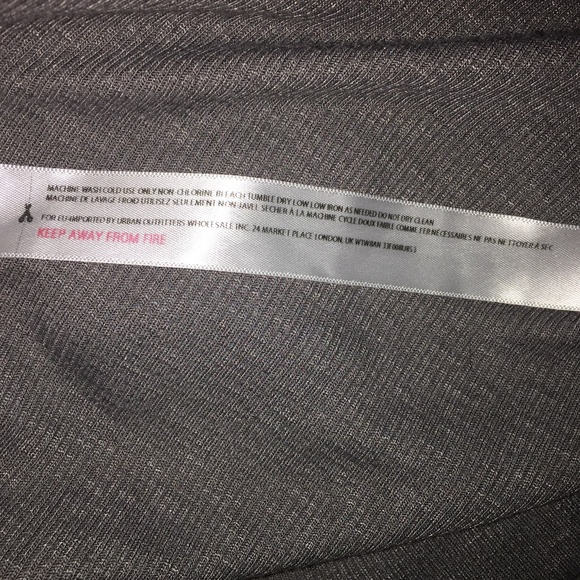 MACHINE WASH COLD USE ONLY NON-CHLORINE BLEACH TUMBLE DRY LOW LOW IRON AS NEEDED DO NOT DRY CLEAN
MACHINE DE LAVAGE FROID UTILISEZ SEULEMENT NON-JAVEL SECHER À LA MACHINE CYCLE DOUX FAIBLE COMME FER NECESSAIRES NE PAS NETTOYER À SEC
FOR EU-IMPORTED BY URBAN OUTFITTERS WHOLESALE INC. 24 MARKET PLACE LONDON, UK W1W8AN
KEEP AWAY FROM FIRE